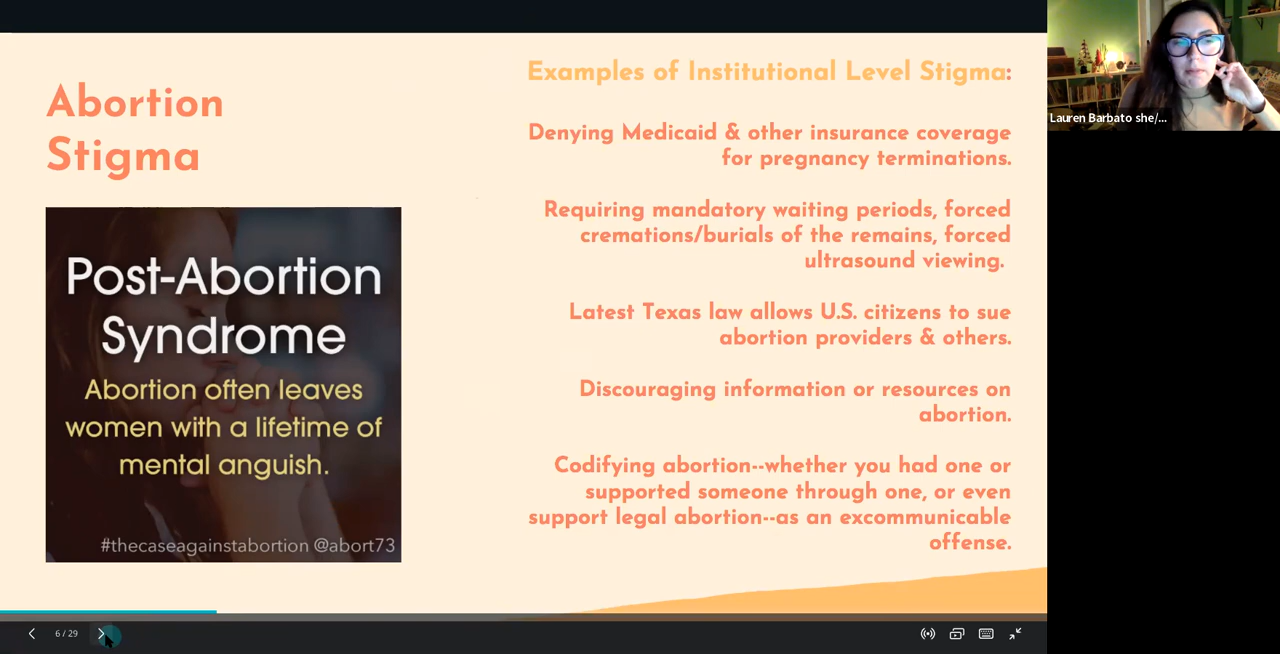 Abortion
Stigma
Post-Abortion
Syndrome
Abortion often leaves
women with a lifetime of
mental anguish.
#thecaseagainstabortion @abort73
Examples of Institutional Level Stigma:
Denying Medicaid & other insurance coverage
for pregnancy terminations.
Requiring mandatory waiting periods, forced
cremations/burials of the remains, forced
ultrasound viewing.
Latest Texas law allows U.S. citizens to sue
abortion providers & others.
Discouraging information or resources on
abortion.
Codifying abortion--whether you had one or
supported someone through one, or even
support legal abortion--as an excommunicable
offense.
Lauren Barbato she/...
6 / 29